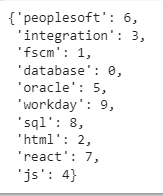 {'peoplesoft': 6,
'integration': 3,
'fscm': 1,
'database': 0,
'oracle': 5,
'workday': 9,
'sql': 8,
'html': 2,
'react': 7,
'js': 4}